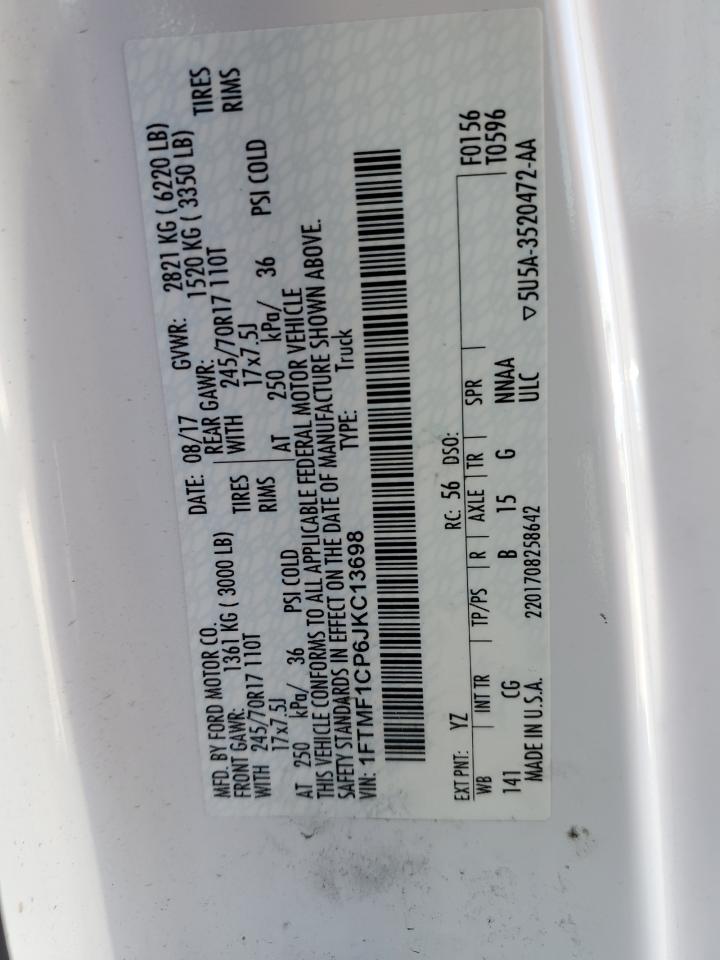 MFD. BY FORD MOTOR CO.
DATE: 08/17 GVWR: 2821 KG ( 6220 LB)
FRONT GAWR: 1361 KG ( 3000 LB) REAR GAWR: 1520 KG ( 3350 LB)
WITH 245/70R17 110T TIRES WITH 245/70R17 110T TIRES
17x7.5J RIMS 17x7.5J RIMS
AT 250 kPa/ 36 PSI COLD AT 250 kPa/ 36 PSI COLD
THIS VEHICLE CONFORMS TO ALL APPLICABLE FEDERAL MOTOR VEHICLE
SAFETY STANDARDS IN EFFECT ON THE DATE OF MANUFACTURE SHOWN ABOVE.
VIN: 1FTMF1CP6JKC13698 TYPE: Truck
EXT PNT: YZ RC: 56 DSO: F0156
WB INT TR TP/PS R AXLE TR SPR T0596
141 CG B 15 G NNAA
MADE IN U.S.A. 2201708258642 ULC ▽5U5A-3520472-AA